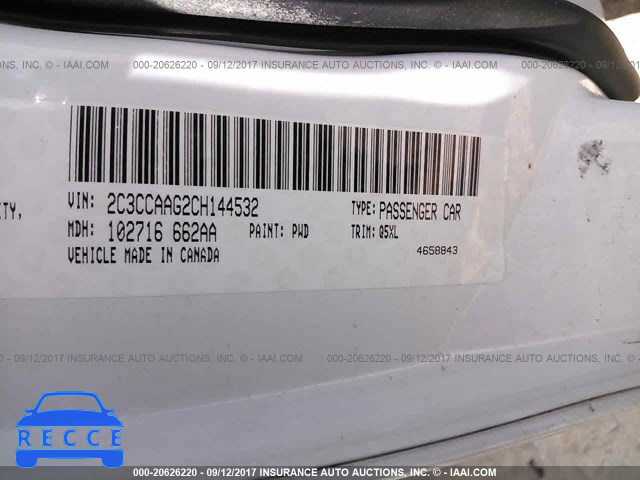 000-20626220 - 09/12/2017 INSURANCE AUTO AUCTIONS, INC. - © IAAI.COM
VIN: 2C3CCAAG2CH144532 TYPE: PASSENGER CAR
ITY,
MDH: 102716 662AA PAINT: PWD TRIM: Q5XL
VEHICLE MADE IN CANADA 4658843
000-20626220 - 09/12/2017 INSURANCE AUTO AUCTIONS, INC. - © IAAI.COM
RECCE
000-20626220 - 09/12/2017 INSURANCE AUTO AUCTIONS, INC. - © IAAI.COM